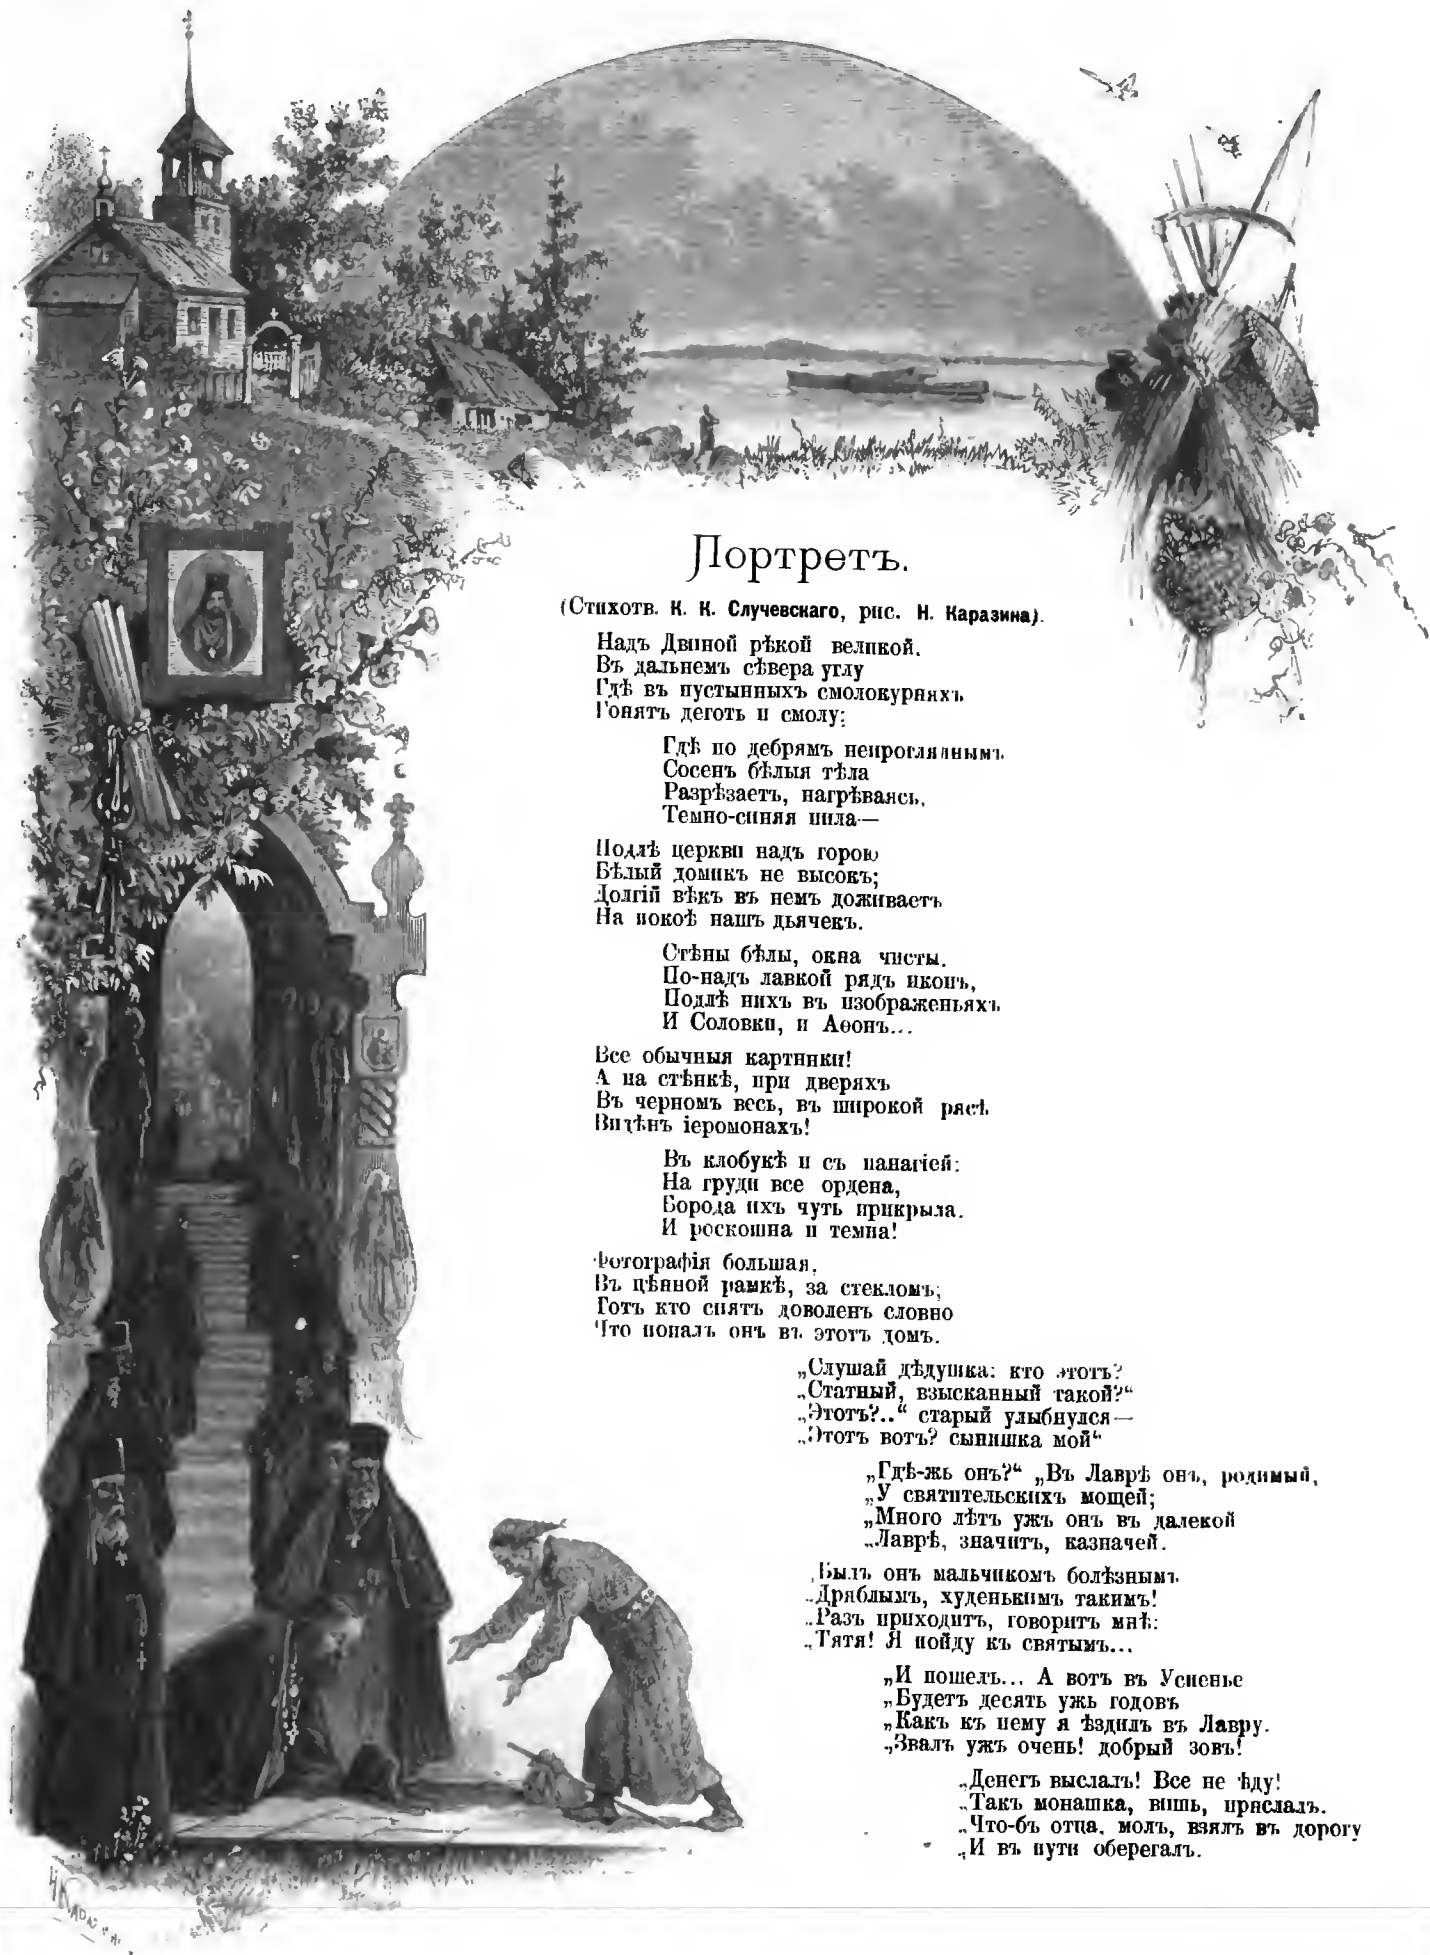 Портретъ.
(Стихотв. К. К. Случевскаго, рис. Н. Каразина).
Надъ Двиной рѣкой великой.
Въ дальнемъ сѣвера углу
Гдѣ въ пустынныхъ смолокурняхъ
Гонятъ деготь и смолу;
Гдѣ по дебрямъ непрогляднымъ
Сосенъ бѣлыя тѣла
Разрѣзаетъ, нагрѣваясь,
Темно-синяя пила—
Подлѣ церкви надъ горою
Бѣлый домикъ не высокъ;
Долгій вѣкъ въ немъ доживаетъ
На покоѣ нашъ дьячекъ.
Стѣны бѣлы, окна чисты.
По-надъ лавкой рядъ иконъ,
Подлѣ нихъ въ изображеньяхъ
И Соловки, и Аѳонъ...
Все обычныя картинки!
А на стѣнкѣ, при дверяхъ
Въ черномъ весь, въ широкой рясѣ
Видѣнъ іеромонахъ!
Въ клобукѣ и съ панагіей:
На груди все ордена,
Борода ихъ чуть прикрыла.
И роскошна и темна!
Фотографія большая,
Въ цѣнной рамкѣ, за стекломъ;
Тотъ кто снятъ доволенъ словно
Что попалъ онъ въ этотъ домъ.
„Слушай дѣдушка: кто этотъ?
„Статный, взысканный такой?“
„Этотъ?..“ старый улыбнулся—
„Этотъ вотъ? сынишка мой“
„Гдѣ-жь онъ?“ „Въ Лаврѣ онъ, родимый,
„У святительскихъ мощей;
„Много лѣтъ ужъ онъ въ далекой
„Лаврѣ, значитъ, казначей.
„Былъ онъ мальчикомъ болѣзнымъ
„Дряблымъ, худенькимъ такимъ!
„Разъ приходитъ, говоритъ мнѣ:
„Тятя! Я пойду къ святымъ...
„И пошелъ... А вотъ въ Успенье
„Будетъ десять ужь годовъ
„Какъ къ нему я ѣздилъ въ Лавру.
„Звалъ ужъ очень! добрый зовъ!
„Денегъ выслалъ! Все не ѣду!
„Такъ монашка, вишь, прислалъ.
„Что-бъ отца, молъ, взялъ въ дорогу
„И въ пути оберегалъ.